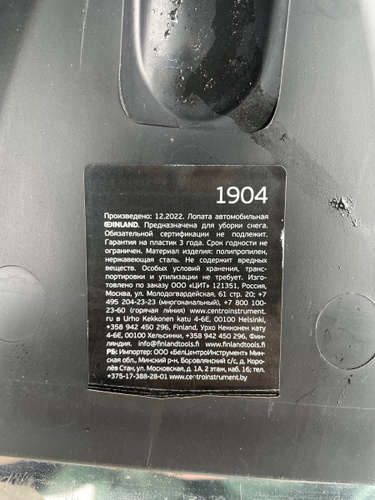 1904
Произведено: 12.2022. Лопата автомобильная
FINLAND. Предназначена для уборки снега.
Обязательной сертификации не подлежит.
Гарантия на пластик 3 года. Срок годности не
ограничен. Материал изделия: полипропилен,
нержавеющая сталь. Не содержит вредных
веществ. Особых условий хранения, транс-
портировки и утилизации не требует. Изго-
товлено по заказу ООО «ЦИТ» 121351, Россия,
Москва, ул. Молодогвардейская, 61 стр. 20; +7
495 204-23-23 (многоканальный), +7 800 100-
23-60 (горячая линия) www.centroinstrument.
ru в Urho Kekkonen katu 4-6E, 00100 Helsinki,
+358 942 450 296, Finland, Урхо Кекконен кату
4-6E, 00100 Хельсинки, +358 942 450 296, Фин-
ляндия. info@finlandtools.fi www.finlandtools.fi
РБ: Импортер: ООО «БелЦентроИнструмент» Мин-
ская обл., Минский р-н, Боровлянский с/с, д. Коро-
лёв Стан, ул. Московская, д. 1А, 2 этаж, каб. 16; тел.
+375-17-388-28-01 www.centroinstrument.by